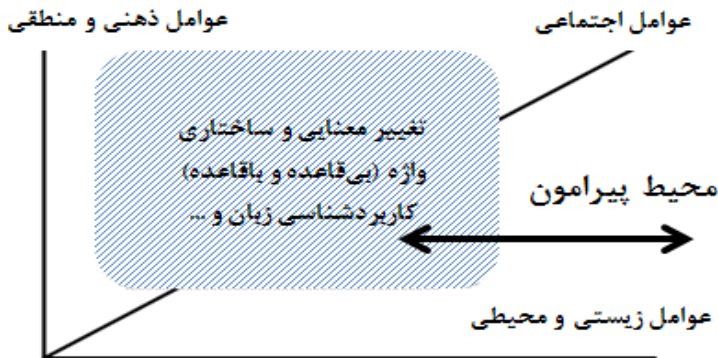 عوامل ذهنی و منطقی
عوامل اجتماعی
تغییر معنایی و ساختاری
واژه (بی‌قاعده و باقاعده)
کاربردشناسی زبان و ...
محیط پیرامون
عوامل زیستی و محیطی